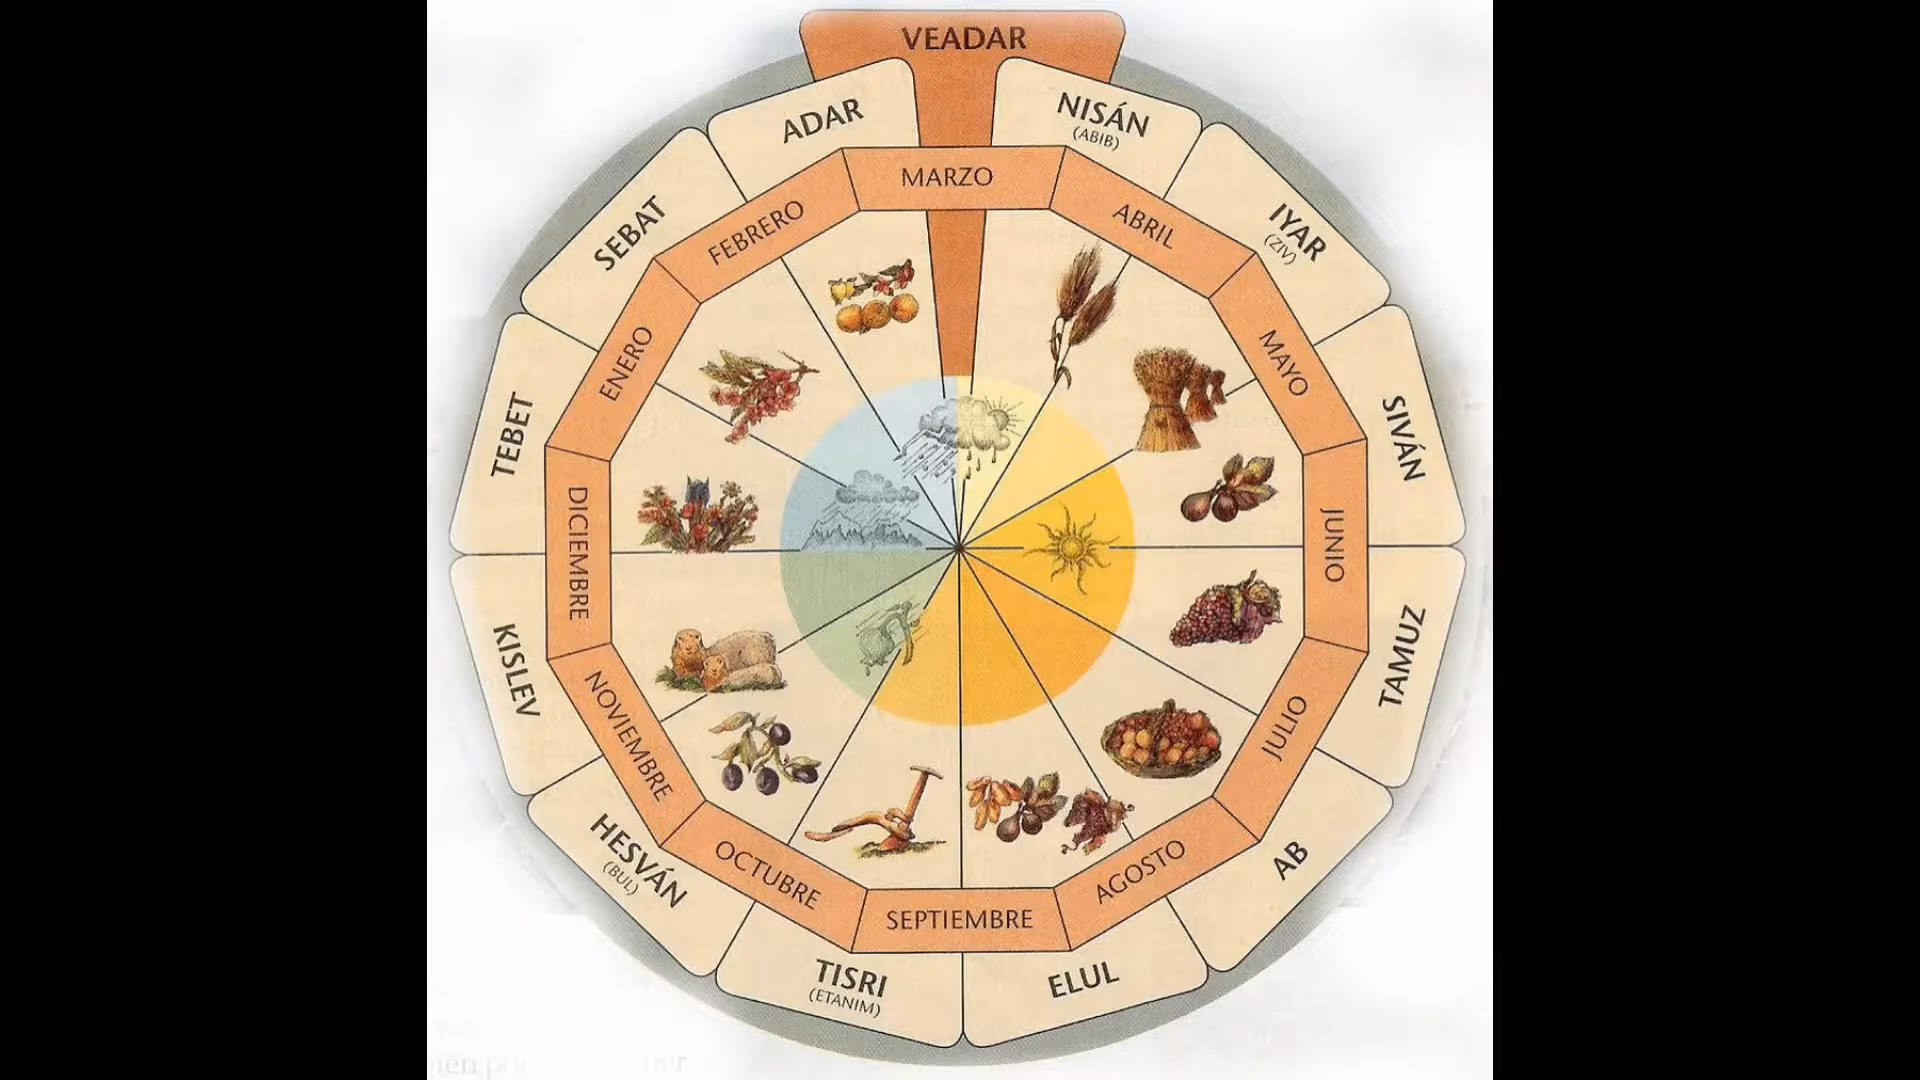 VEADAR
ADAR
NISÁN
(ABIB)
IYAR
(ZIV)
SIVÁN
TAMUZ
AB
ELUL
TISRI
(ETANIM)
HESVÁN
(BUL)
KISLEV
TEBET
SEBAT
MARZO
ABRIL
MAYO
JUNIO
JULIO
AGOSTO
SEPTIEMBRE
OCTUBRE
NOVIEMBRE
DICIEMBRE
ENERO
FEBRERO